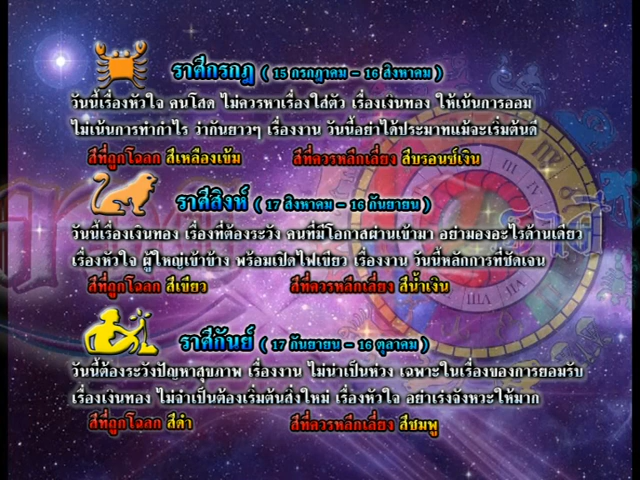 ราศีกรกฎ ( 15 กรกฎาคม - 16 สิงหาคม )
วันนี้เรื่องหัวใจ คนโสด ไม่ควรหาเรื่องใส่ตัว เรื่องเงินทอง ให้เน้นการออม
ไม่เน้นการทำกำไร ว่ากันยาวๆ เรื่องงาน วันนี้อย่าได้ประมาทแม้จะเริ่มต้นดี
สีที่ถูกโฉลก สีเหลืองเข้ม สีที่ควรหลีกเลี่ยง สีบรอนซ์เงิน
ราศีสิงห์ ( 17 สิงหาคม - 16 กันยายน )
วันนี้เรื่องเงินทอง เรื่องที่ต้องระวัง คนที่มีโอกาสผ่านเข้ามา อย่ามองอะไรด้านเดียว
เรื่องหัวใจ ผู้ใหญ่เข้าข้าง พร้อมเปิดไฟเขียว เรื่องงาน วันนี้หลักการที่ชัดเจน
สีที่ถูกโฉลก สีเขียว สีที่ควรหลีกเลี่ยง สีน้ำเงิน
ราศีกันย์ ( 17 กันยายน - 16 ตุลาคม )
วันนี้ต้องระวังปัญหาสุขภาพ เรื่องงาน ไม่น่าเป็นห่วง เฉพาะในเรื่องของการยอมรับ
เรื่องเงินทอง ไม่จำเป็นต้องเริ่มต้นสิ่งใหม่ เรื่องหัวใจ อย่าเร่งจังหวะให้มาก
สีที่ถูกโฉลก สีดำ สีที่ควรหลีกเลี่ยง สีชมพู